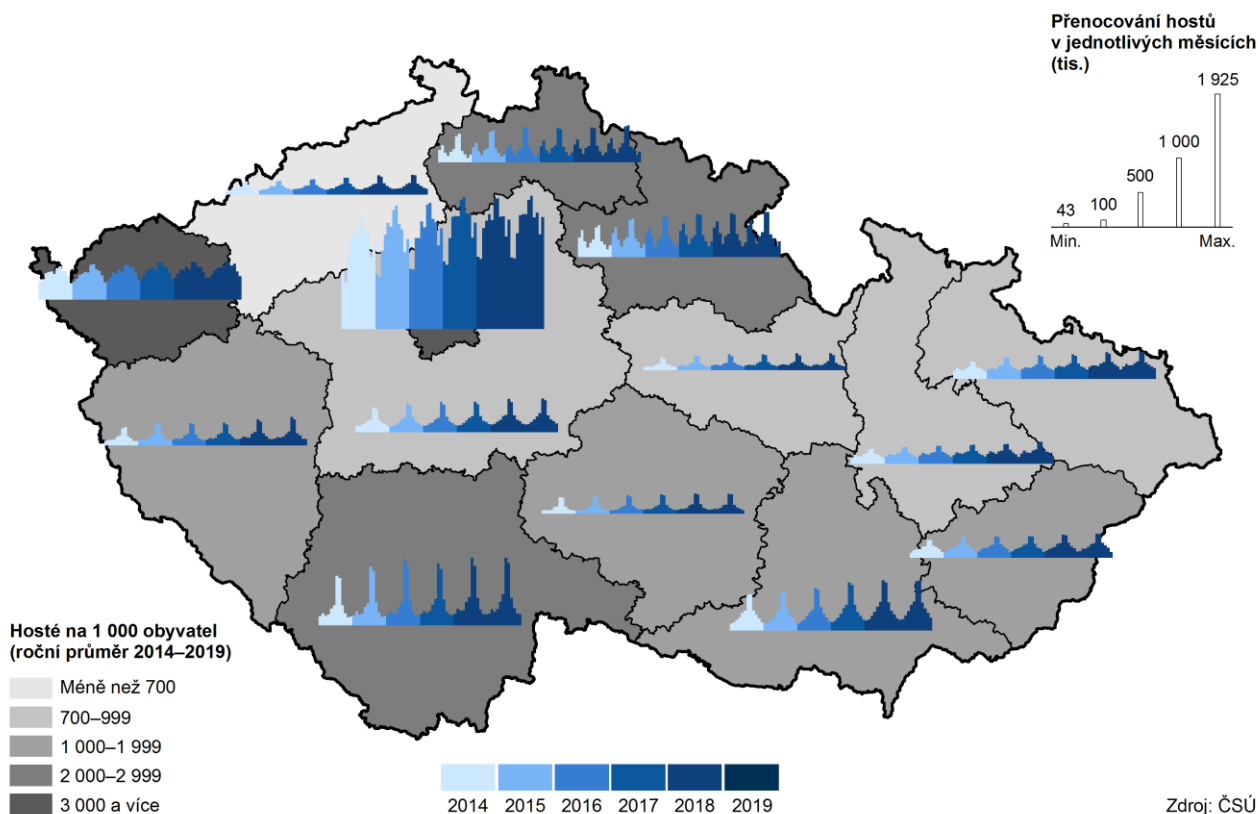 Přenocování hostů
v jednotlivých měsících
(tis.)
1 925
1 000
500
100
43
Min.
Max.
Hosté na 1 000 obyvatel
(roční průměr 2014–2019)
Méně než 700
700–999
1 000–1 999
2 000–2 999
3 000 a více
2014 2015 2016 2017 2018 2019
Zdroj: ČSÚ